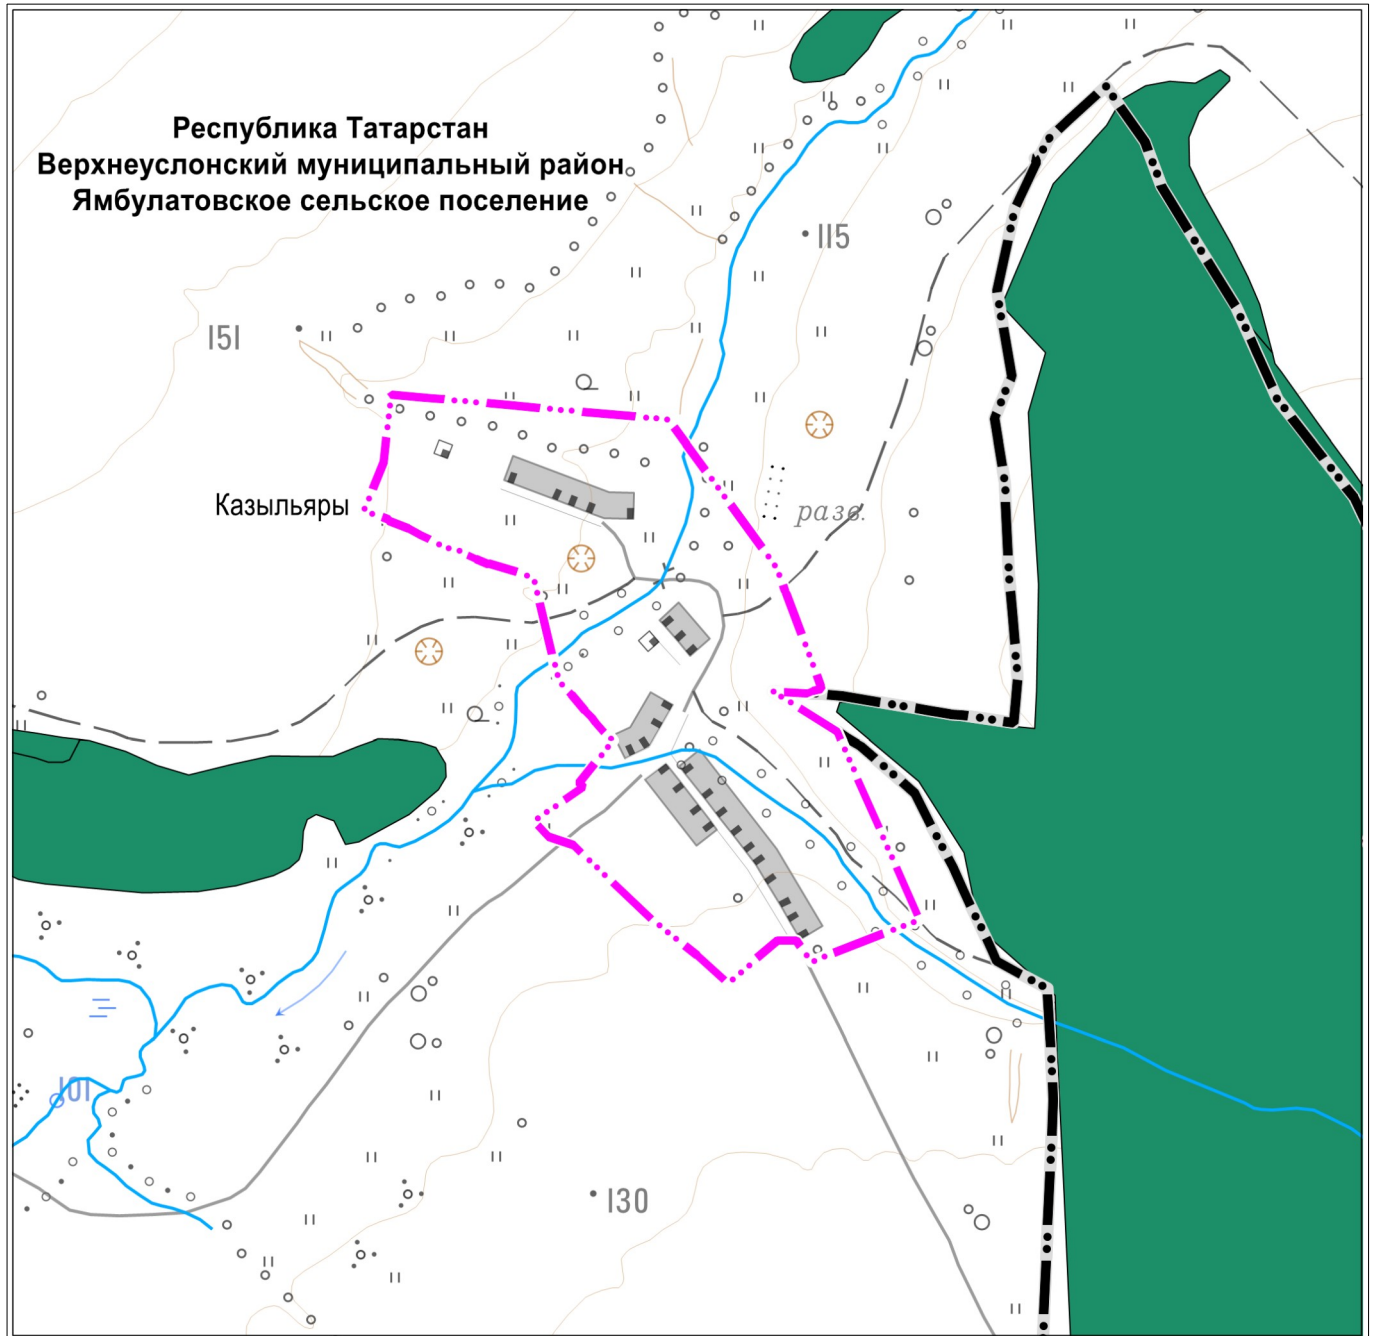 Республика Татарстан
Верхнеуслонский муниципальный район
Ямбулатовское сельское поселение
115
151
Казыльяры
разв.
101
130